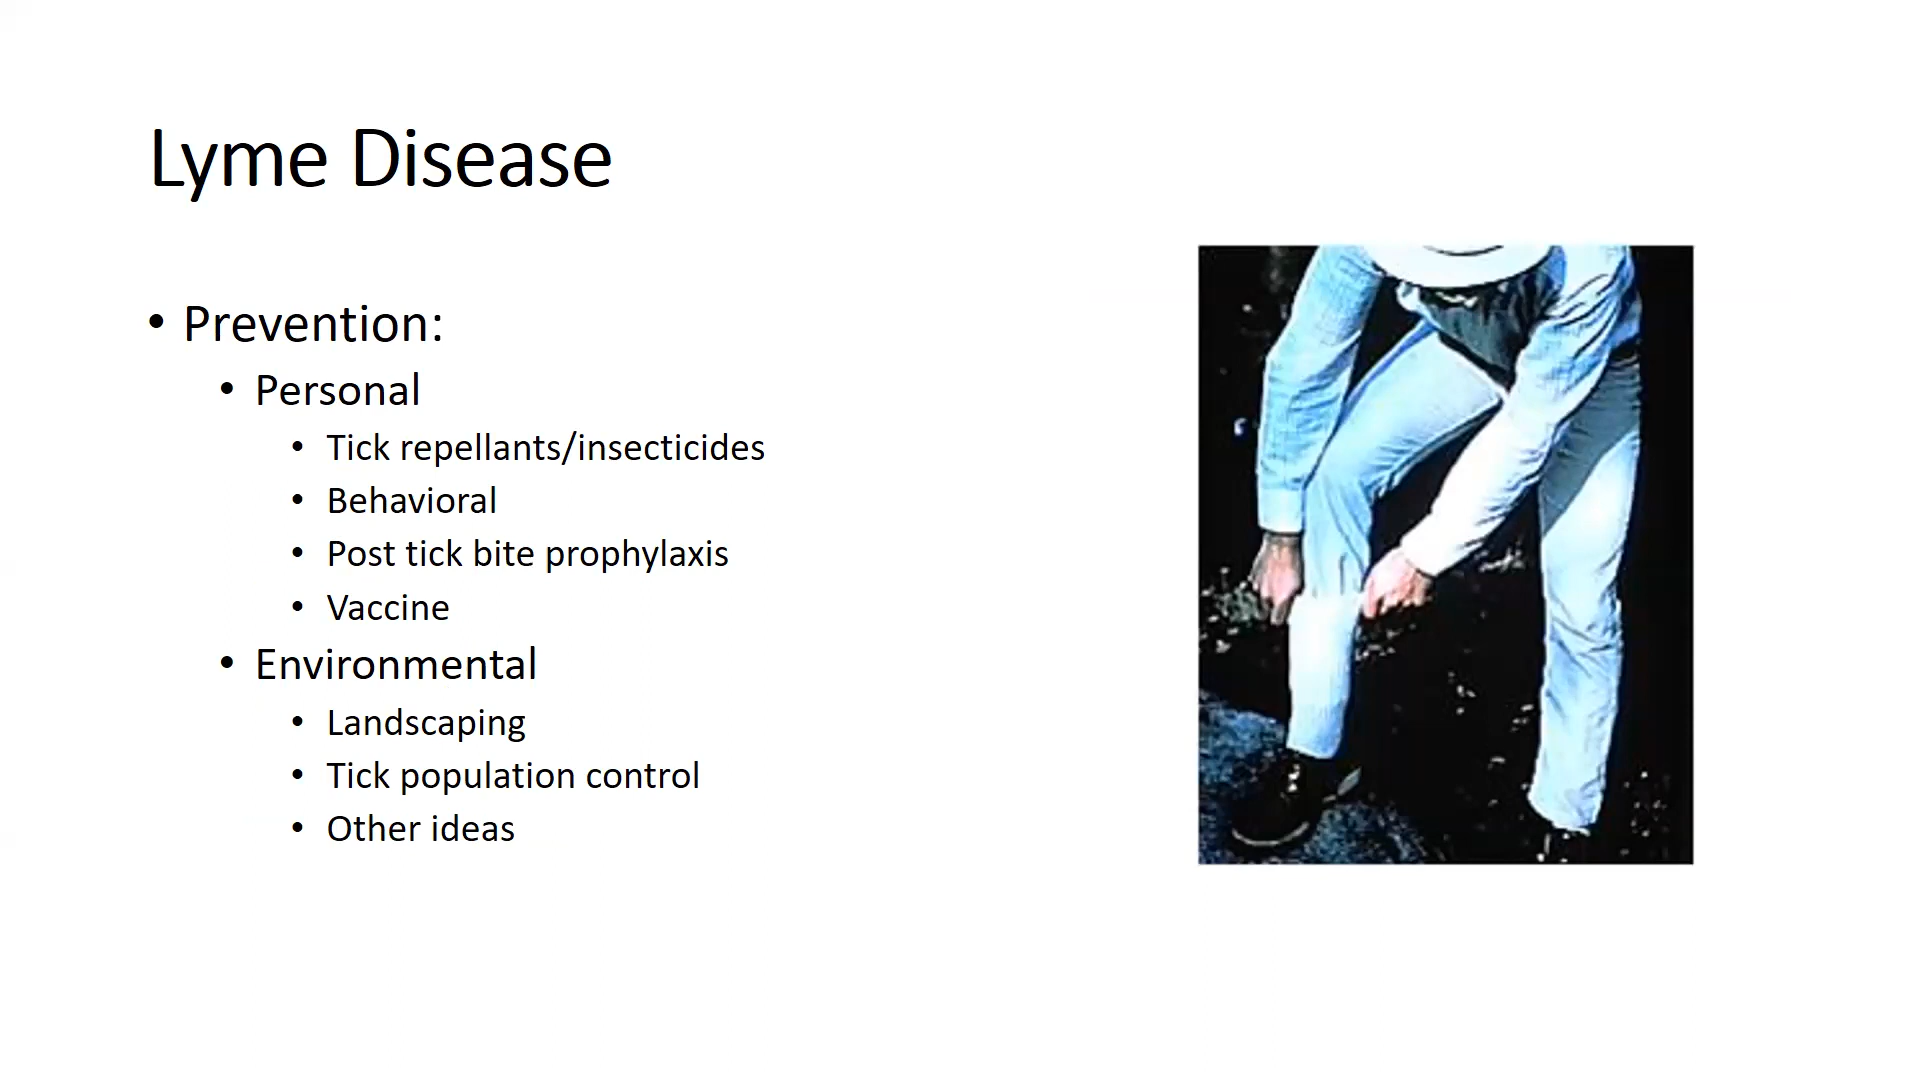 Lyme Disease
• Prevention:
• Personal
• Tick repellants/insecticides
• Behavioral
• Post tick bite prophylaxis
• Vaccine
• Environmental
• Landscaping
• Tick population control
• Other ideas